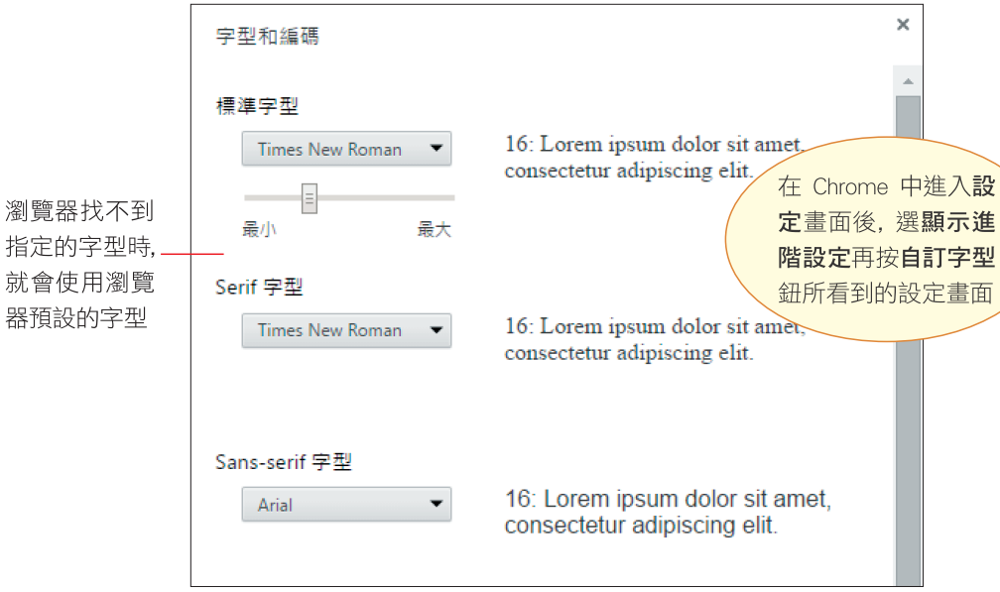 字型和編碼
×
標準字型
Times New Roman
16: Lorem ipsum dolor sit amet,
consectetur adipiscing elit.
最小 最大
瀏覽器找不到
指定的字型時,
就會使用瀏覽
器預設的字型
在 Chrome 中進入設
定畫面後, 選顯示進
階設定再按自訂字型
鈕所看到的設定畫面
Serif 字型
Times New Roman
16: Lorem ipsum dolor sit amet,
consectetur adipiscing elit.
Sans-serif 字型
Arial
16: Lorem ipsum dolor sit amet,
consectetur adipiscing elit.